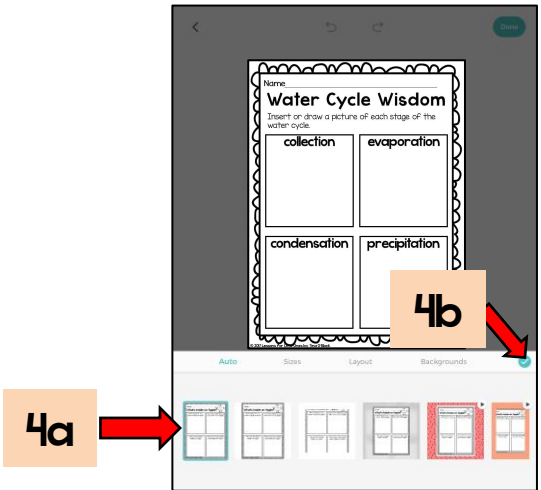 Done
Name
Water Cycle Wisdom
Insert or draw a picture of each stage of the
water cycle.
collection
evaporation
condensation
precipitation
4b
Auto
Sizes
Layout
Backgrounds
4a